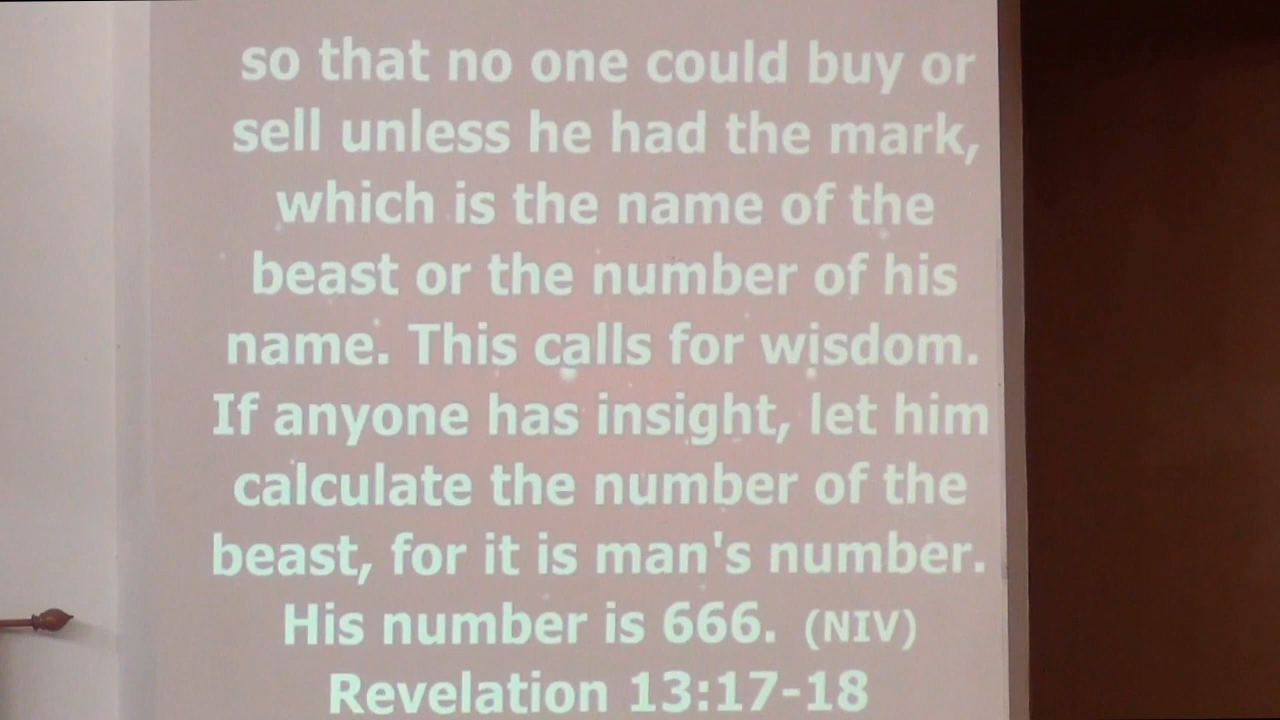 so that no one could buy or
sell unless he had the mark,
which is the name of the
beast or the number of his
name. This calls for wisdom.
If anyone has insight, let him
calculate the number of the
beast, for it is man's number.
His number is 666. (NIV)
Revelation 13:17-18